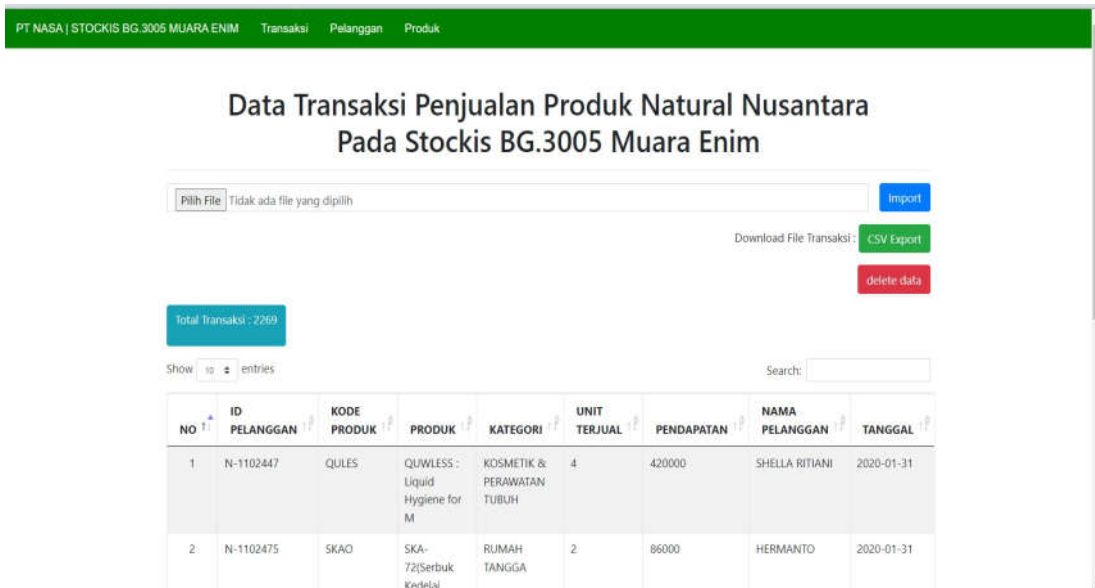 PT NASA | STOCKIS BG.3005 MUARA ENIM Transaksi Pelanggan Produk
Data Transaksi Penjualan Produk Natural Nusantara
Pada Stockis BG.3005 Muara Enim
Pilih File Tidak ada file yang dipilih Import
Download File Transaksi : CSV Export
delete data
Total Transaksi : 2269
Show 10 entries Search:
NO ID PELANGGAN KODE PRODUK PRODUK KATEGORI UNIT TERJUAL PENDAPATAN NAMA PELANGGAN TANGGAL
1 N-1102447 QULES QUWLESS : KOSMETIK & 4 420000 SHELLA RITIANI 2020-01-31
Liquid PERAWATAN
Hygiene for TUBUH
M
2 N-1102475 SKAO SKA- RUMAH 2 86000 HERMANTO 2020-01-31
72(Serbuk TANGGA
Kedelai